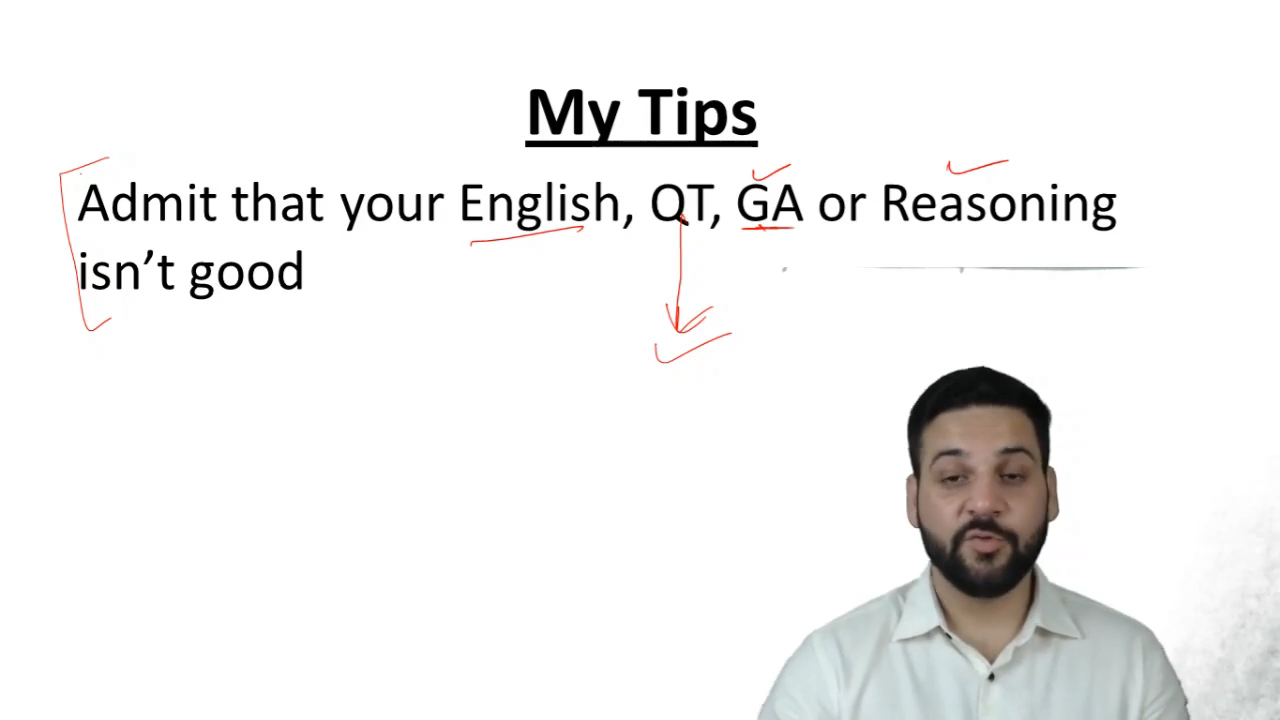 My Tips
Admit that your English, QT, GA or Reasoning
isn’t good